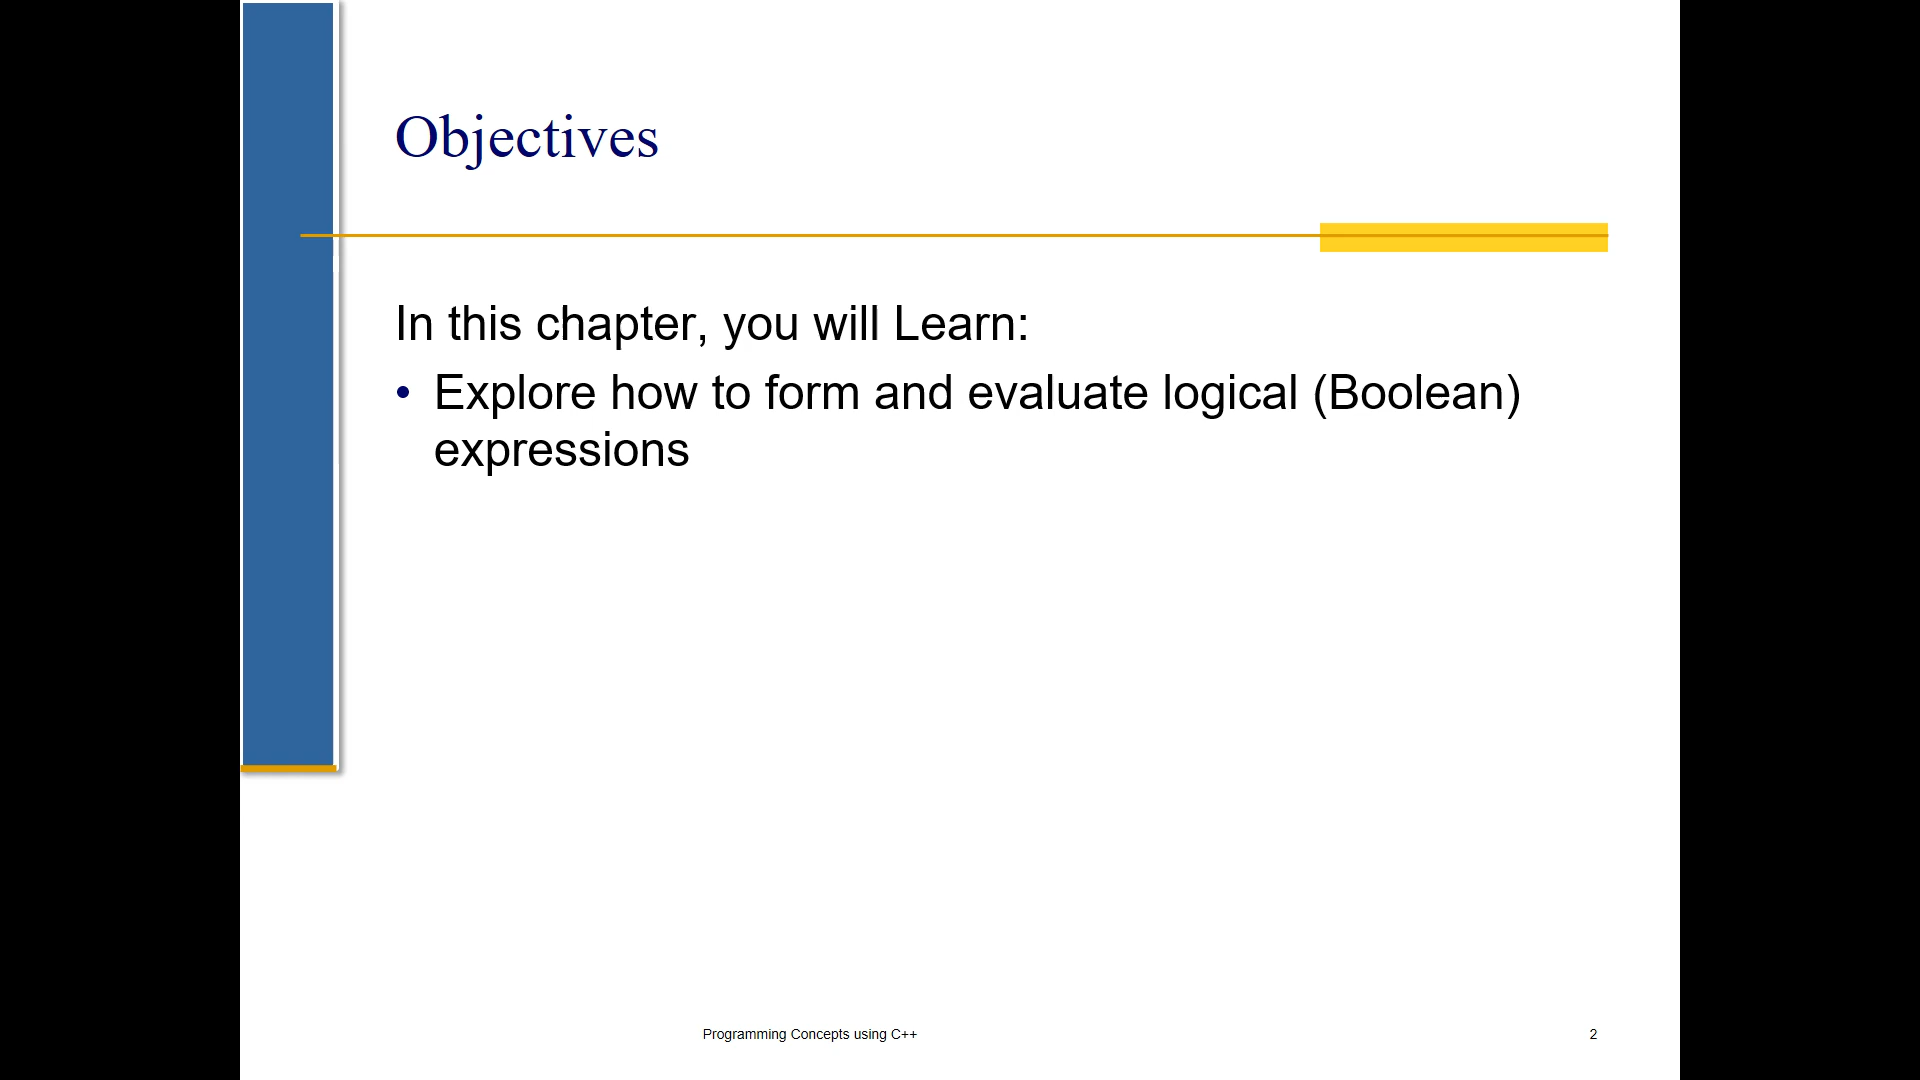 Objectives
In this chapter, you will Learn:
• Explore how to form and evaluate logical (Boolean)
expressions
Programming Concepts using C++
2